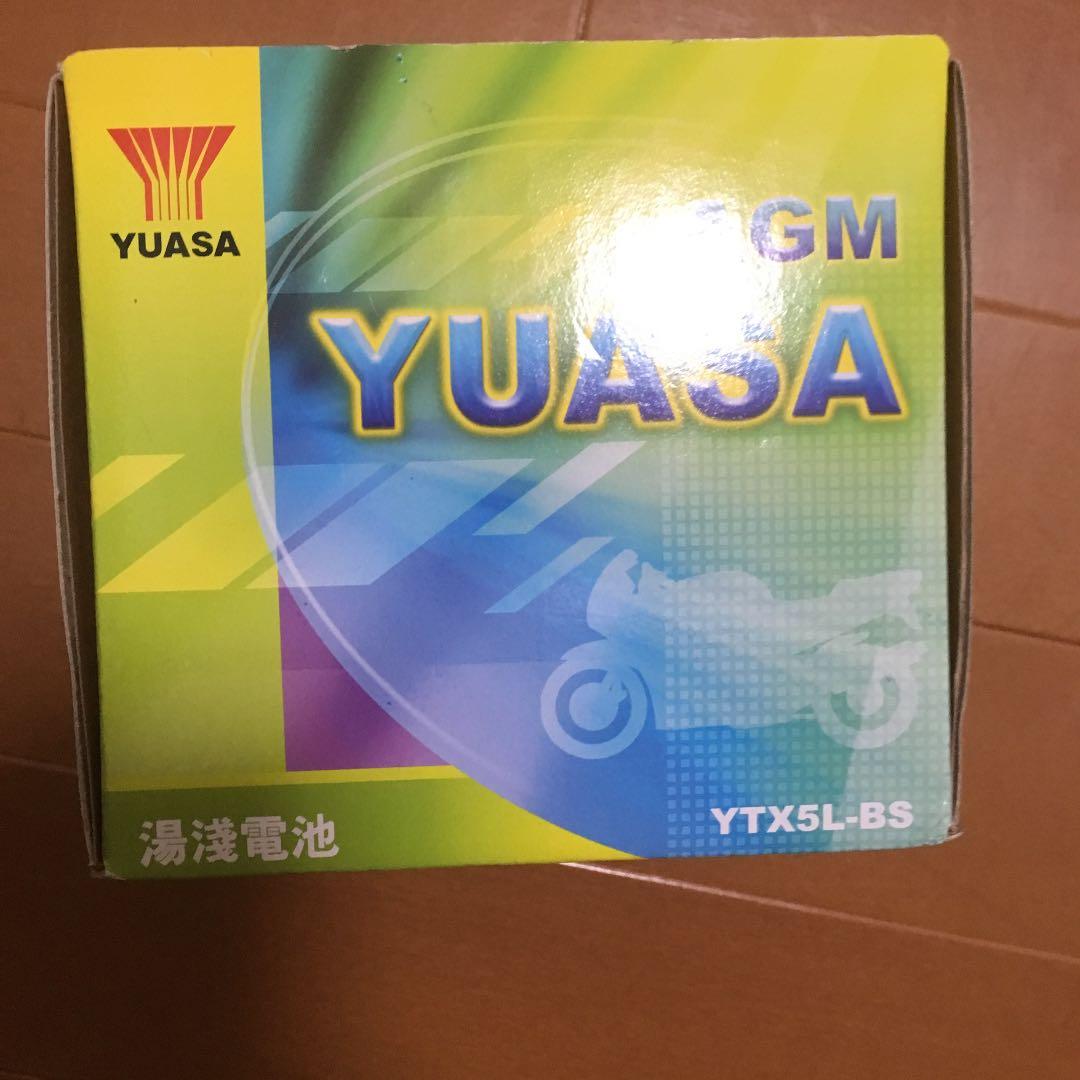 YUASA
GM
YUASA
YTX5L-BS
湯淺電池